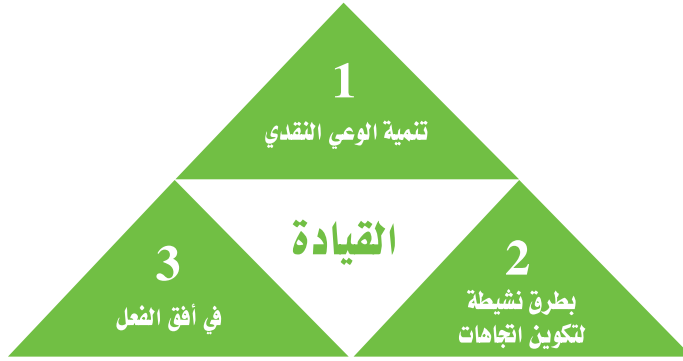 1
تنمية الوعي النقدي
القيادة
2
بطرق نشيطة
لتكوين اتجاهات
3
في أفق الفعل